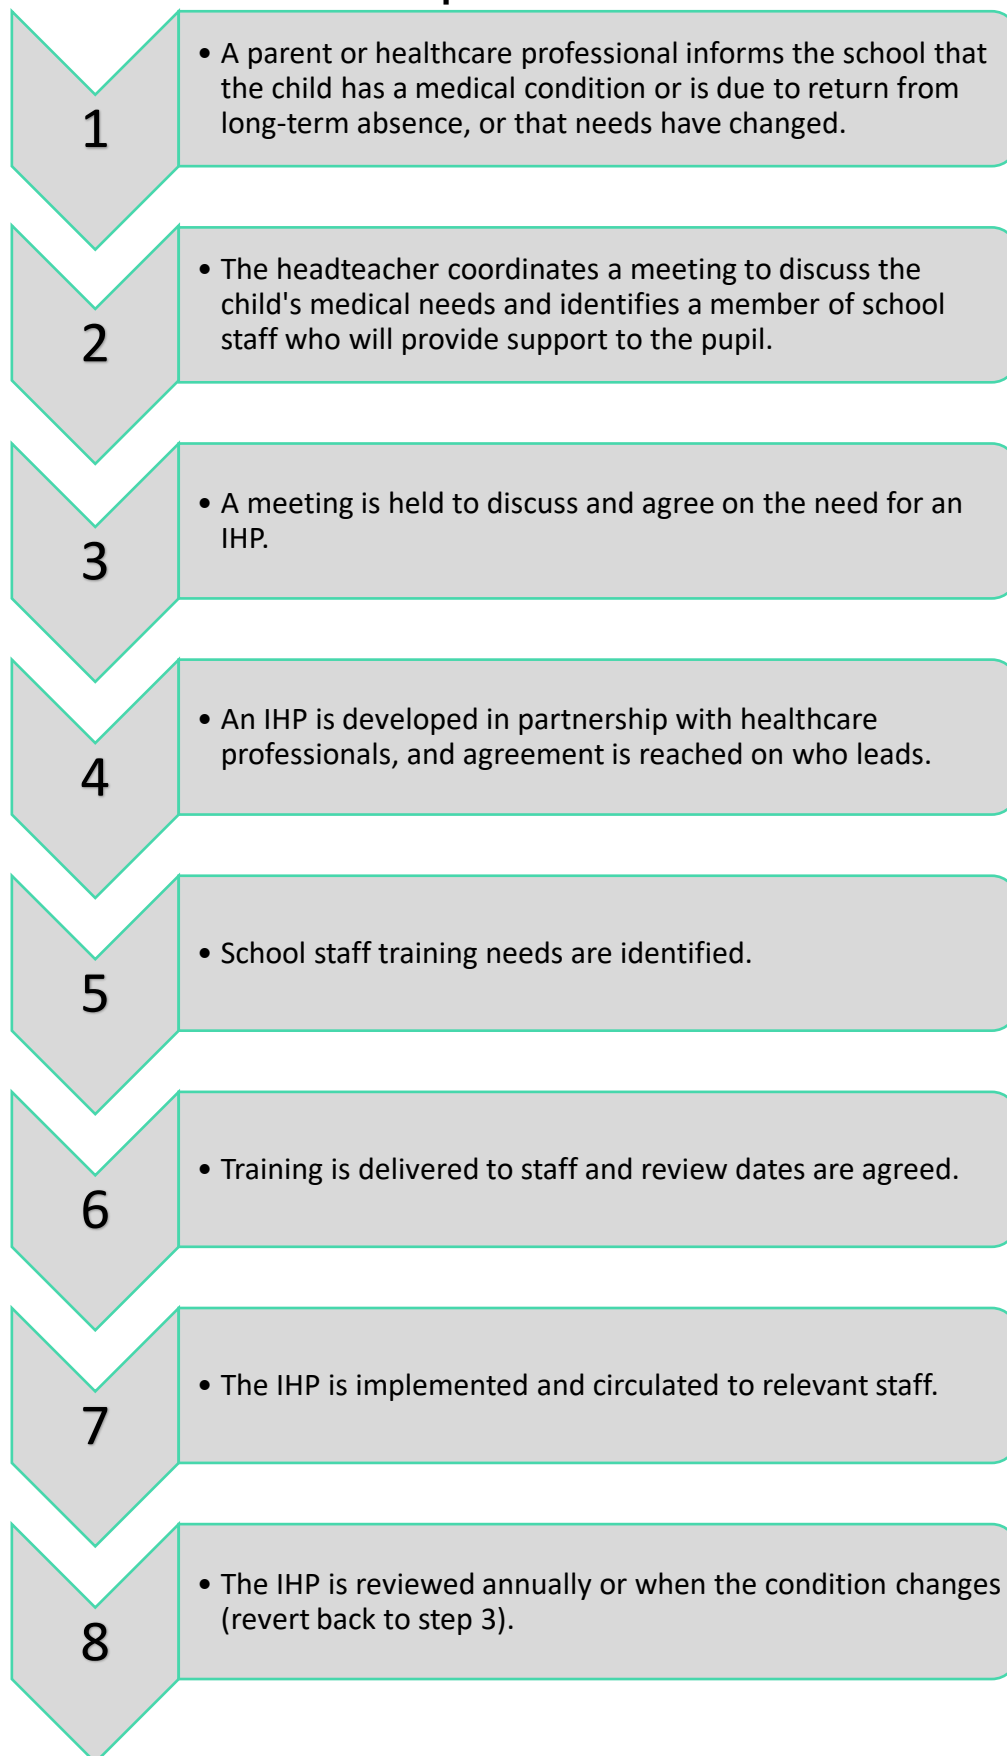 1
• A parent or healthcare professional informs the school that
the child has a medical condition or is due to return from
long-term absence, or that needs have changed.
2
• The headteacher coordinates a meeting to discuss the
child's medical needs and identifies a member of school
staff who will provide support to the pupil.
3
• A meeting is held to discuss and agree on the need for an
IHP.
4
• An IHP is developed in partnership with healthcare
professionals, and agreement is reached on who leads.
5
• School staff training needs are identified.
6
• Training is delivered to staff and review dates are agreed.
7
• The IHP is implemented and circulated to relevant staff.
8
• The IHP is reviewed annually or when the condition changes
(revert back to step 3).